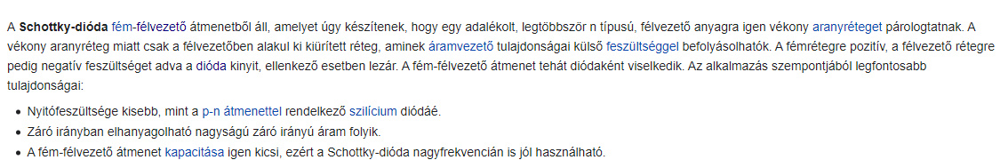 A Schottky-dióda fém-félvezető átmenetből áll, amelyet úgy készítenek, hogy egy adalékolt, legtöbbször n típusú, félvezető anyagra igen vékony aranyréteget párologtatnak. A
vékony aranyréteg miatt csak a félvezetőben alakul ki kiürített réteg, aminek áramvezető tulajdonságai külső feszültséggel befolyásolhatók. A fémrétegre pozitív, a félvezető rétegre
pedig negatív feszültséget adva a dióda kinyit, ellenkező esetben lezár. A fém-félvezető átmenet tehát diódaként viselkedik. Az alkalmazás szempontjából legfontosabb
tulajdonságai:
• Nyitófeszültsége kisebb, mint a p-n átmenettel rendelkező szilícium diódáé.
• Záró irányban elhanyagolható nagyságú záró irányú áram folyik.
• A fém-félvezető átmenet kapacitása igen kicsi, ezért a Schottky-dióda nagyfrekvencián is jól használható.